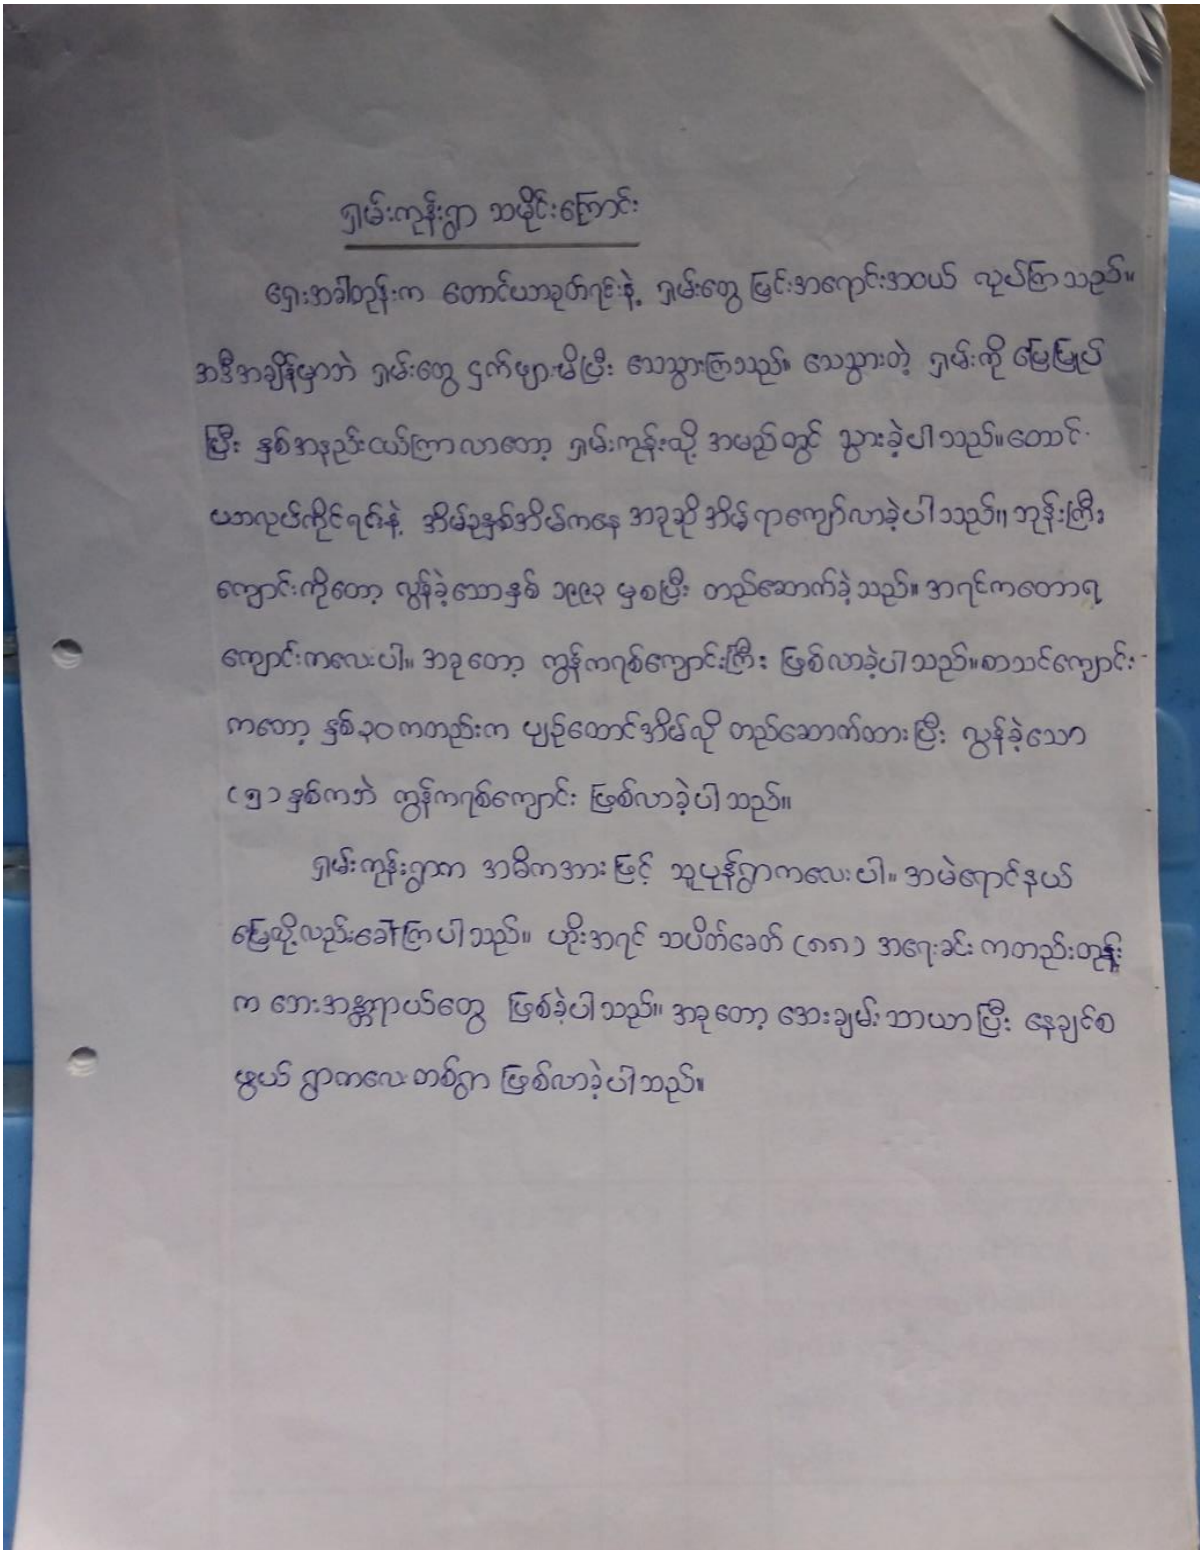 ရှမ်းကုန်းရွာ သမိုင်းကြောင်း
ရှေးအခါတုန်းက တောင်ယာခုတ်ရင်းနဲ့ ရှမ်းတွေ မြင်းအရောင်းအဝယ် လုပ်ကြသည်။
အဒီအချိန်မှာဘဲ ရှမ်းတွေ ငှက်ဖျားမိပြီး သေသွားကြသည်။ သေသွားတဲ့ ရှမ်းကို မြေမြှုပ်
ပြီး နှစ်အနည်းငယ်ကြာလာတော့ ရှမ်းကုန်းလို့ အမည်တွင် သွားခဲ့ပါသည်။တောင်
ယာလုပ်ကိုင်ရင်းနဲ့ အိမ်ခုနှစ်အိမ်ကနေ အခုဆိုအိမ်ရာကျော်လာခဲ့ပါသည်။ဘုန်းကြီး
ကျောင်းကိုတော့ လွန်ခဲ့သောနှစ် ၁၉၉၃ မှစပြီး တည်ဆောက်ခဲ့သည်။ အရင်ကတောရ
ကျောင်းကလေးပါ။ အခုတော့ ကွန်ကရစ်ကျောင်းကြီး ဖြစ်လာခဲ့ပါသည်။စာသင်ကျောင်း
ကတော့ နှစ်၃၀ကတည်းက ပျဉ်ထောင်အိမ်လို တည်ဆောက်ထားပြီး လွန်ခဲ့သော
(၅)နှစ်ကဘဲ ကွန်ကရစ်ကျောင်း ဖြစ်လာခဲ့ပါသည်။
ရှမ်းကုန်းရွာက အဓိကအားဖြင့် သူပုန်ရွာကလေးပါ။ အမဲရောင်နယ်
မြေလို့လည်းခေါ်ကြပါသည်။ ဟိုးအရင် သပိတ်ခေတ် (၈၈) အရေးခင်း ကတည်းတုန်း
က ဘေးအန္တရာယ်တွေ ဖြစ်ခဲ့ပါသည်။ အခုတော့ အေးချမ်းသာယာပြီး နေချင်စ
ဖွယ် ရွာကလေးတစ်ရွာ ဖြစ်လာခဲ့ပါသည်။